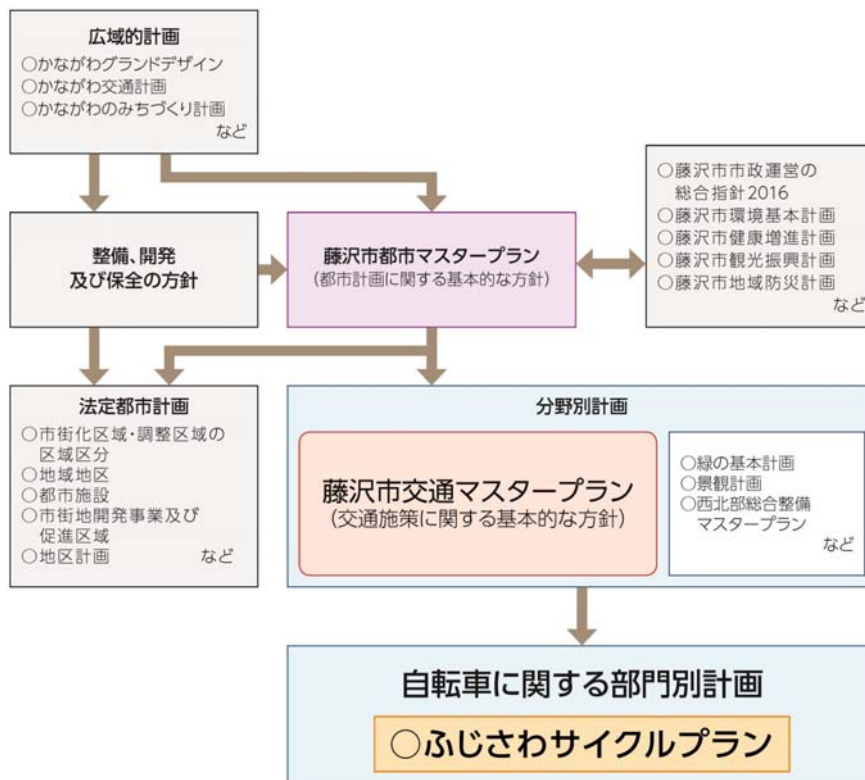 広域的計画
○かながわグランドデザイン
○かながわ交通計画
○かながわのみちづくり計画
など
○藤沢市市政運営の
総合指針2016
○藤沢市環境基本計画
○藤沢市健康増進計画
○藤沢市観光振興計画
○藤沢市地域防災計画
など
整備、開発
及び保全の方針
藤沢市都市マスタープラン
(都市計画に関する基本的な方針)
法定都市計画
○市街化区域・調整区域の
区域区分
○地域地区
○都市施設
○市街地開発事業及び
促進区域
○地区計画 など
分野別計画
藤沢市交通マスタープラン
(交通施策に関する基本的な方針)
○緑の基本計画
○景観計画
○西北部総合整備
マスタープラン
など
自転車に関する部門別計画
○ふじさわサイクルプラン